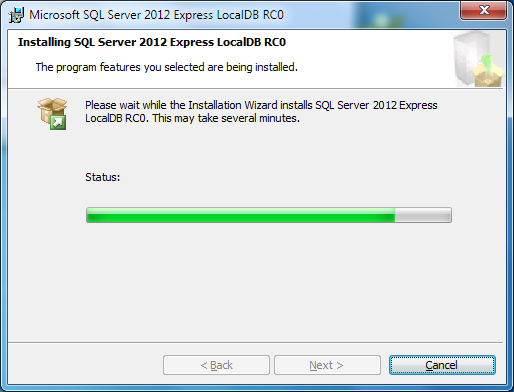 Microsoft SQL Server 2012 Express LocalDB RC0
Installing SQL Server 2012 Express LocalDB RC0
The program features you selected are being installed.
Please wait while the Installation Wizard installs SQL Server 2012 Express
LocalDB RC0. This may take several minutes.
Status:
< Back Next > Cancel